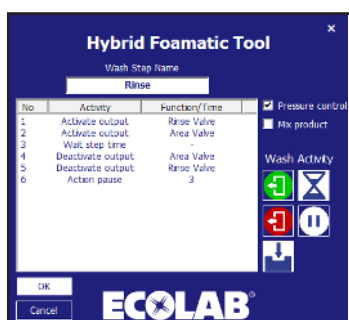 ×
Hybrid Foamatic Tool
Wash Step Name
Rinse
No Activity Function/Time
1 Activate output Rinse Valve
2 Activate output Area Valve
3 Wait step time -
4 Deactivate output Area Valve
5 Deactivate output Rinse Valve
6 Action pause 3
Pressure control
Mix product
Wash Activity
OK
Cancel
ECOLAB®